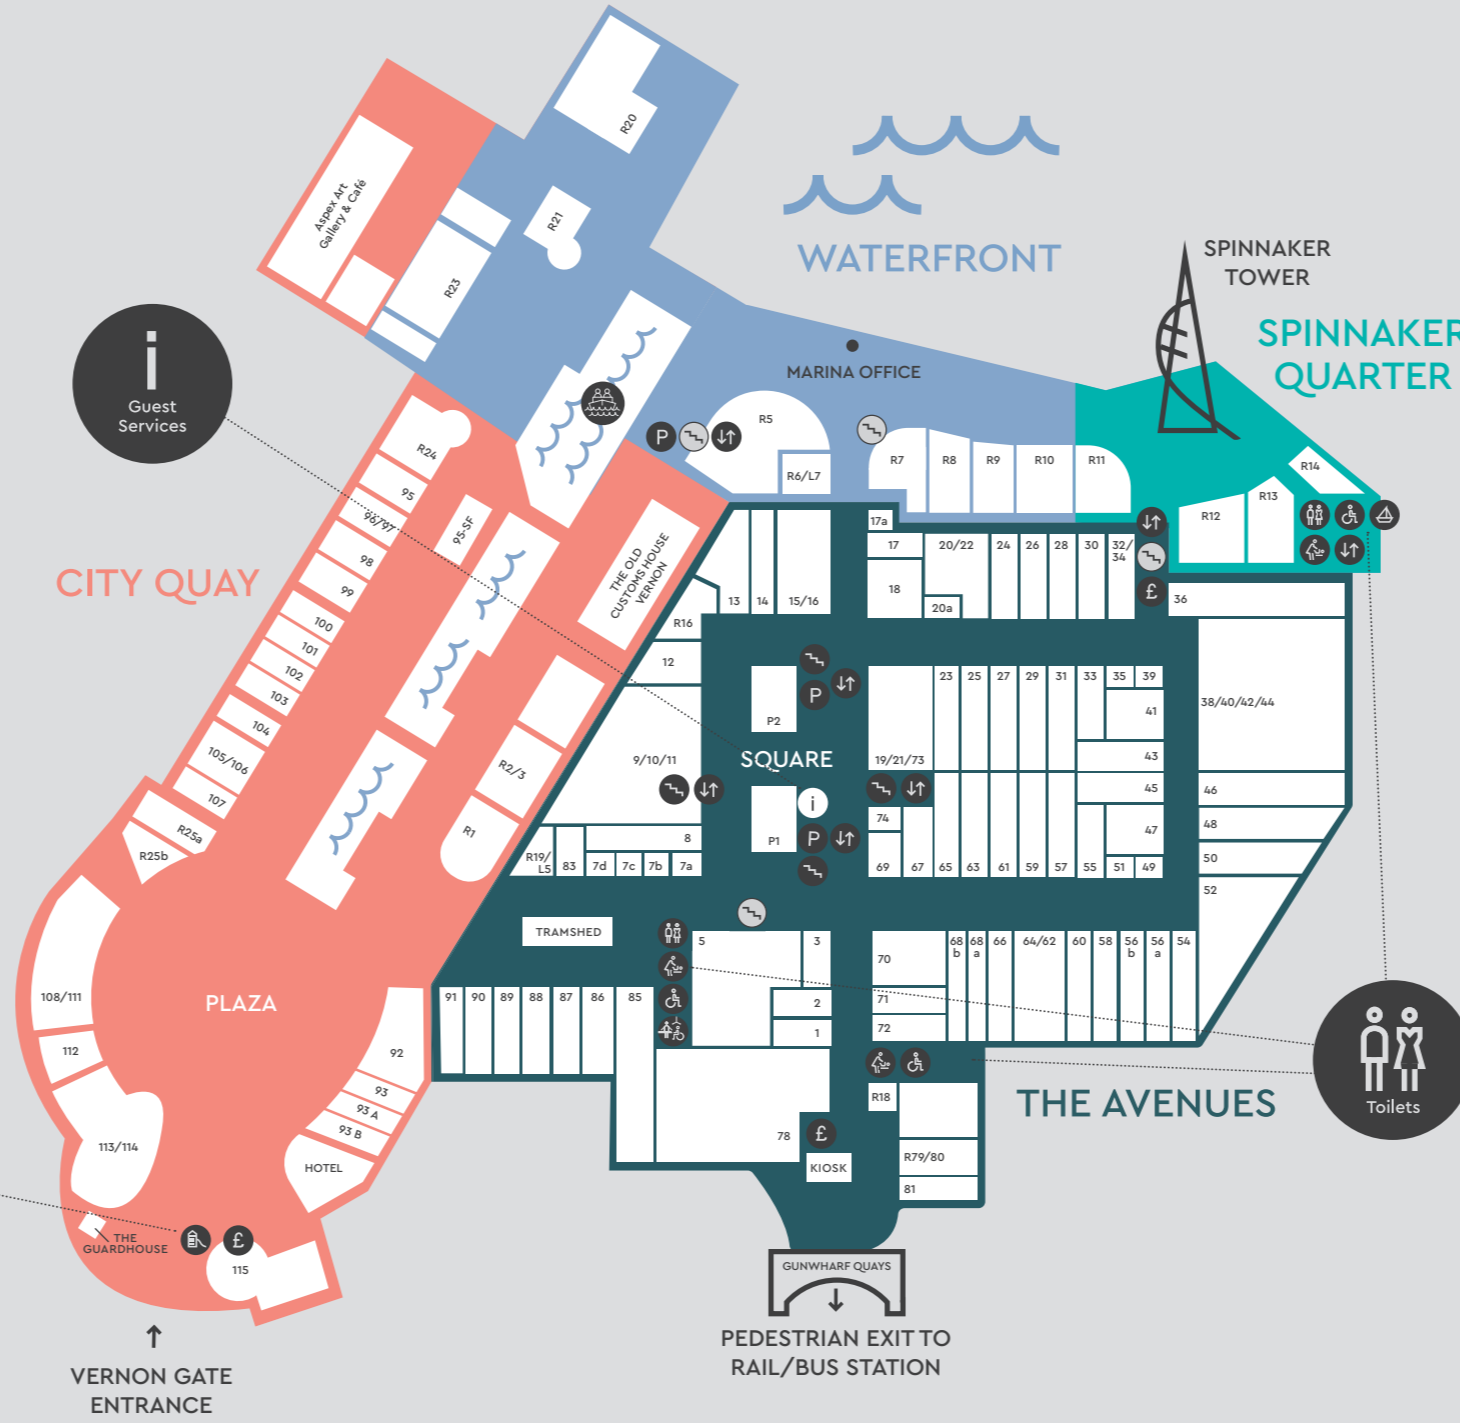 R20
Aspex Art
Gallery & Café
R21
R23
WATERFRONT
SPINNAKER
TOWER
SPINNAKER
QUARTER
i
Guest
Services
MARINA OFFICE
P
R5
R6/L7
R7
R8
R9
R10
R11
R12
R13
R14
R24
95
96/97
98
99
100
101
102
103
104
105/106
107
R25a
R25b
95-SF
CITY QUAY
THE OLD
CUSTOMS HOUSE
VERNON
R2/3
R1
13
14
15/16
R16
12
9/10/11
8
R19/
L5
83
7d
7c
7b
7a
17a
17
18
20/22
20a
24
26
28
30
32/
34
£
36
38/40/42/44
46
48
50
52
P2
P
SQUARE
i
P1
P
19/21/73
23
25
27
29
31
33
35
39
41
43
45
47
74
69
67
65
63
61
59
57
55
51
49
TRAMSHED
5
3
2
1
70
71
72
68
b
68
a
66
64/62
60
58
56
b
56
a
54
91
90
89
88
87
86
85
78
£
KIOSK
R18
R79/80
81
THE AVENUES
Toilets
PLAZA
108/111
112
113/114
92
93
93 A
93 B
HOTEL
THE
GUARDHOUSE
£
115
VERNON GATE
ENTRANCE
GUNWHARF QUAYS
PEDESTRIAN EXIT TO
RAIL/BUS STATION